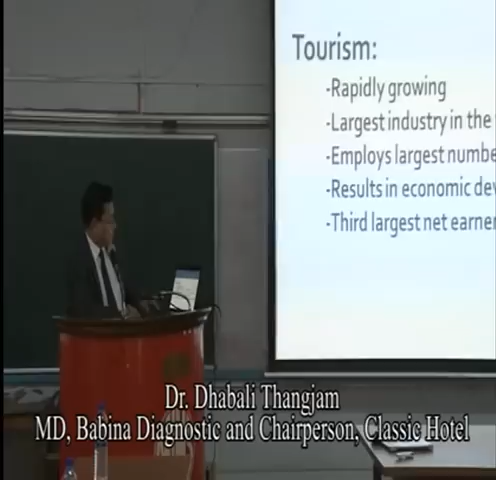 Tourism:
-Rapidly growing
-Largest industry in the
-Employs largest numbe
-Results in economic dev
-Third largest net earner
Dr. Dhabali Thangjam
MD, Babina Diagnostic and Chairperson, Classic Hotel